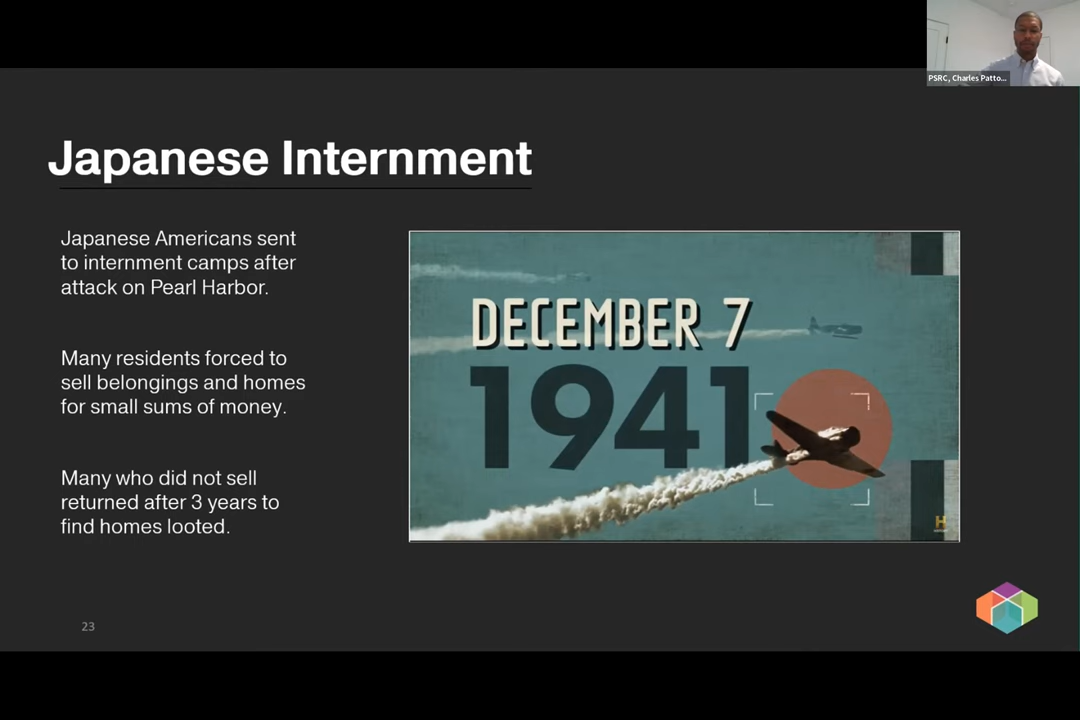 PSRC, Charles Patto...
Japanese Internment
Japanese Americans sent
to internment camps after
attack on Pearl Harbor.
Many residents forced to
sell belongings and homes
for small sums of money.
Many who did not sell
returned after 3 years to
find homes looted.
DECEMBER 7
1941
H
23